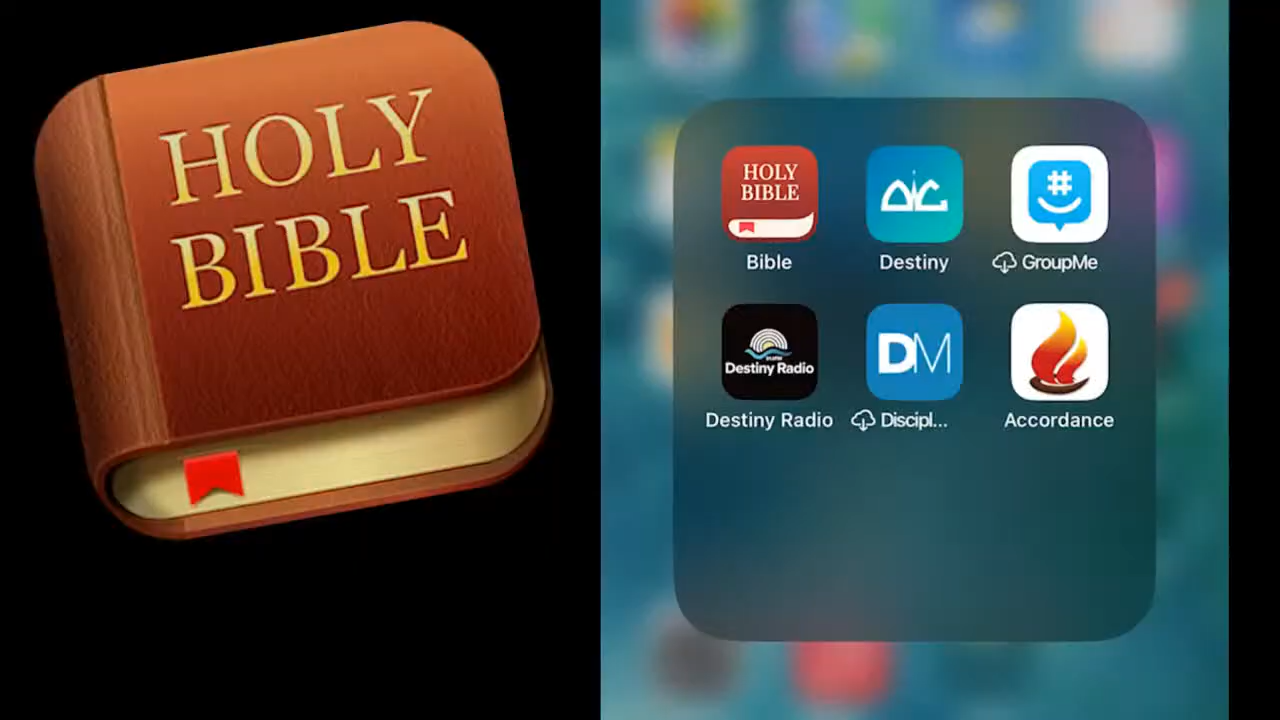 HOLY
BIBLE
HOLY
BIBLE
Bible
Destiny
#
GroupMe
Destiny Radio
Destiny Radio
DM
Discipl...
Accordance